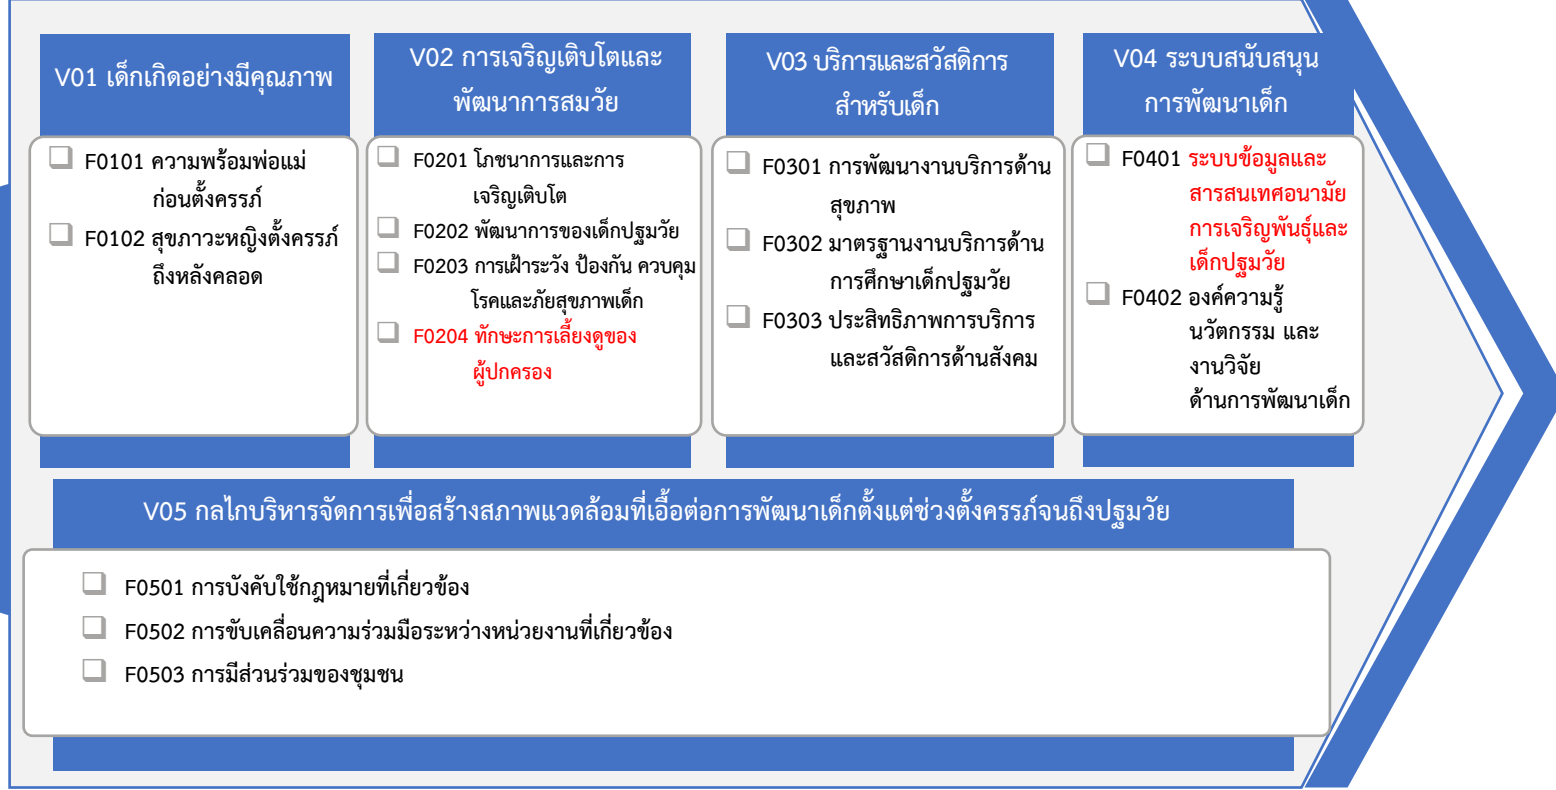 V01 เด็กเกิดอย่างมีคุณภาพ
F0101 ความพร้อมพ่อแม่
ก่อนตั้งครรภ์
F0102 สุขภาวะหญิงตั้งครรภ์
ถึงหลังคลอด
V02 การเจริญเติบโตและ
พัฒนาการสมวัย
F0201 โภชนาการและการ
เจริญเติบโต
F0202 พัฒนาการของเด็กปฐมวัย
F0203 การเฝ้าระวัง ป้องกัน ควบคุม
โรคและภัยสุขภาพเด็ก
F0204 ทักษะการเลี้ยงดูของ
ผู้ปกครอง
V03 บริการและสวัสดิการ
สำหรับเด็ก
F0301 การพัฒนางานบริการด้าน
สุขภาพ
F0302 มาตรฐานงานบริการด้าน
การศึกษาเด็กปฐมวัย
F0303 ประสิทธิภาพการบริการ
และสวัสดิการด้านสังคม
V04 ระบบสนับสนุน
การพัฒนาเด็ก
F0401 ระบบข้อมูลและ
สารสนเทศอนามัย
การเจริญพันธุ์และ
เด็กปฐมวัย
F0402 องค์ความรู้
นวัตกรรม และ
งานวิจัย
ด้านการพัฒนาเด็ก
V05 กลไกบริหารจัดการเพื่อสร้างสภาพแวดล้อมที่เอื้อต่อการพัฒนาเด็กตั้งแต่ช่วงตั้งครรภ์จนถึงปฐมวัย
F0501 การบังคับใช้กฎหมายที่เกี่ยวข้อง
F0502 การขับเคลื่อนความร่วมมือระหว่างหน่วยงานที่เกี่ยวข้อง
F0503 การมีส่วนร่วมของชุมชน